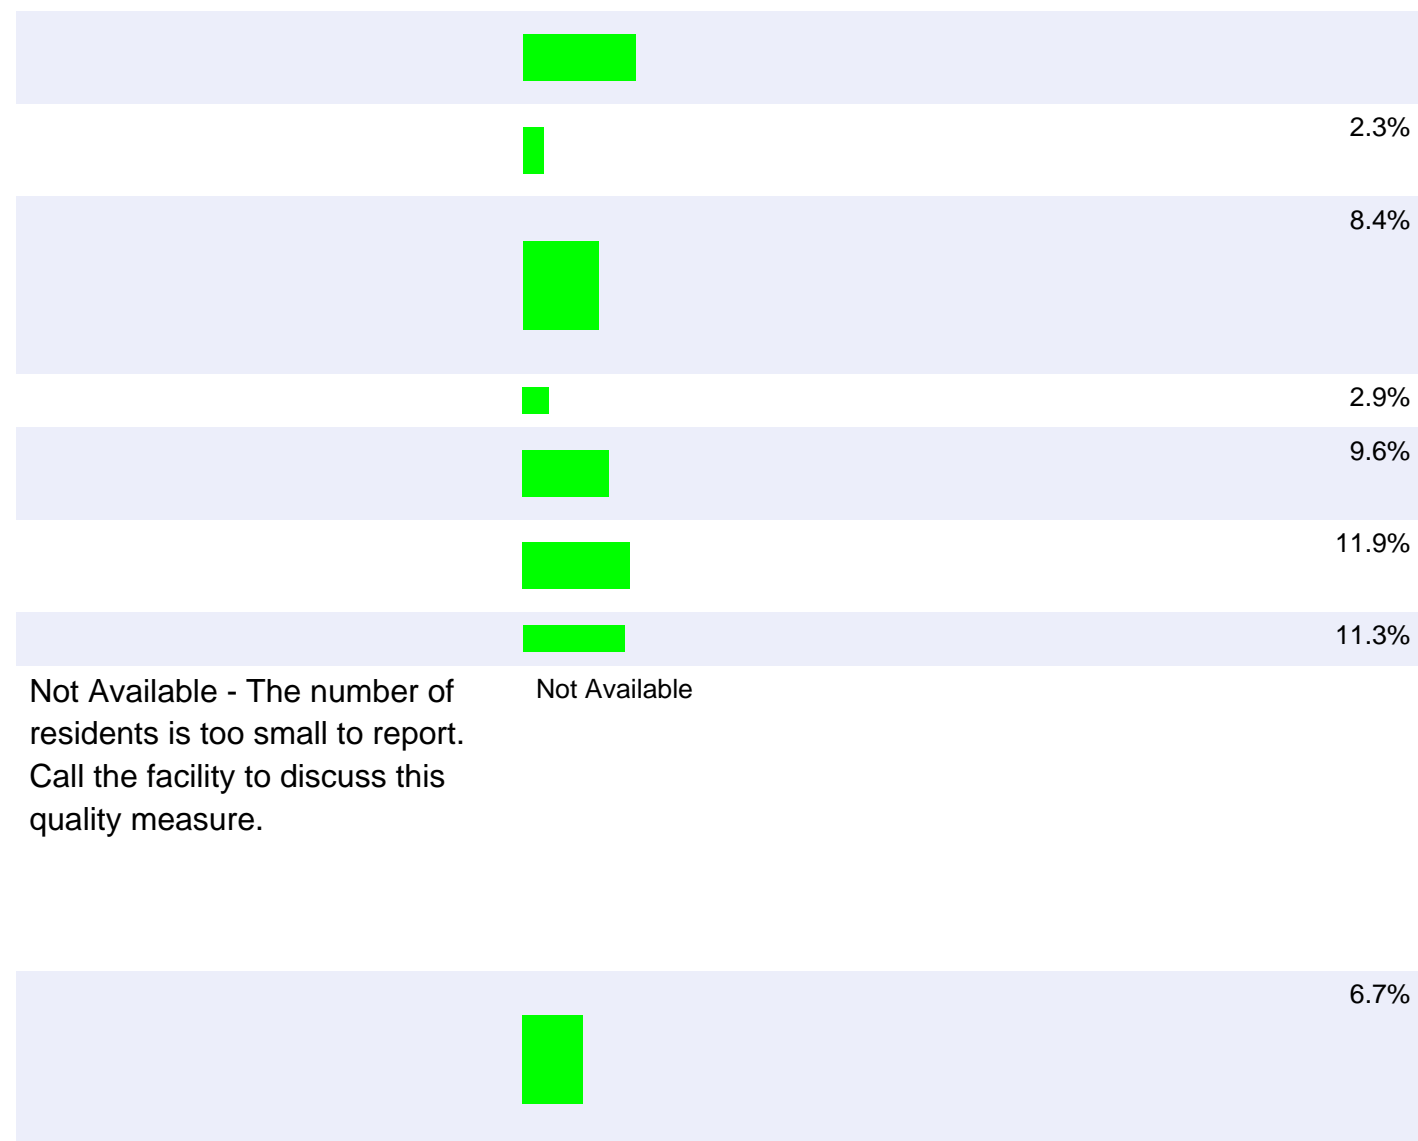 2.3%
8.4%
2.9%
9.6%
11.9%
11.3%
Not Available - The number of
residents is too small to report.
Call the facility to discuss this
quality measure.
Not Available
6.7%